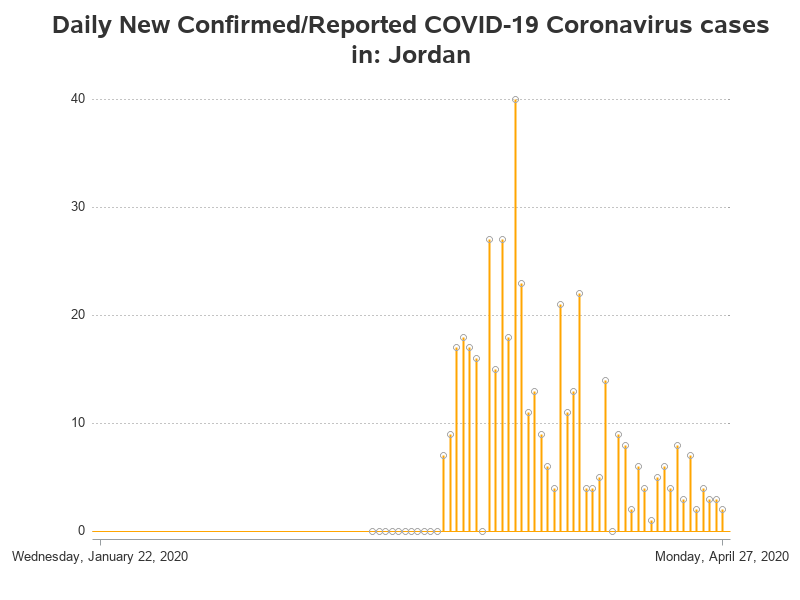 Daily New Confirmed/Reported COVID-19 Coronavirus cases
in: Jordan
40
30
20
10
0
Wednesday, January 22, 2020
Monday, April 27, 2020